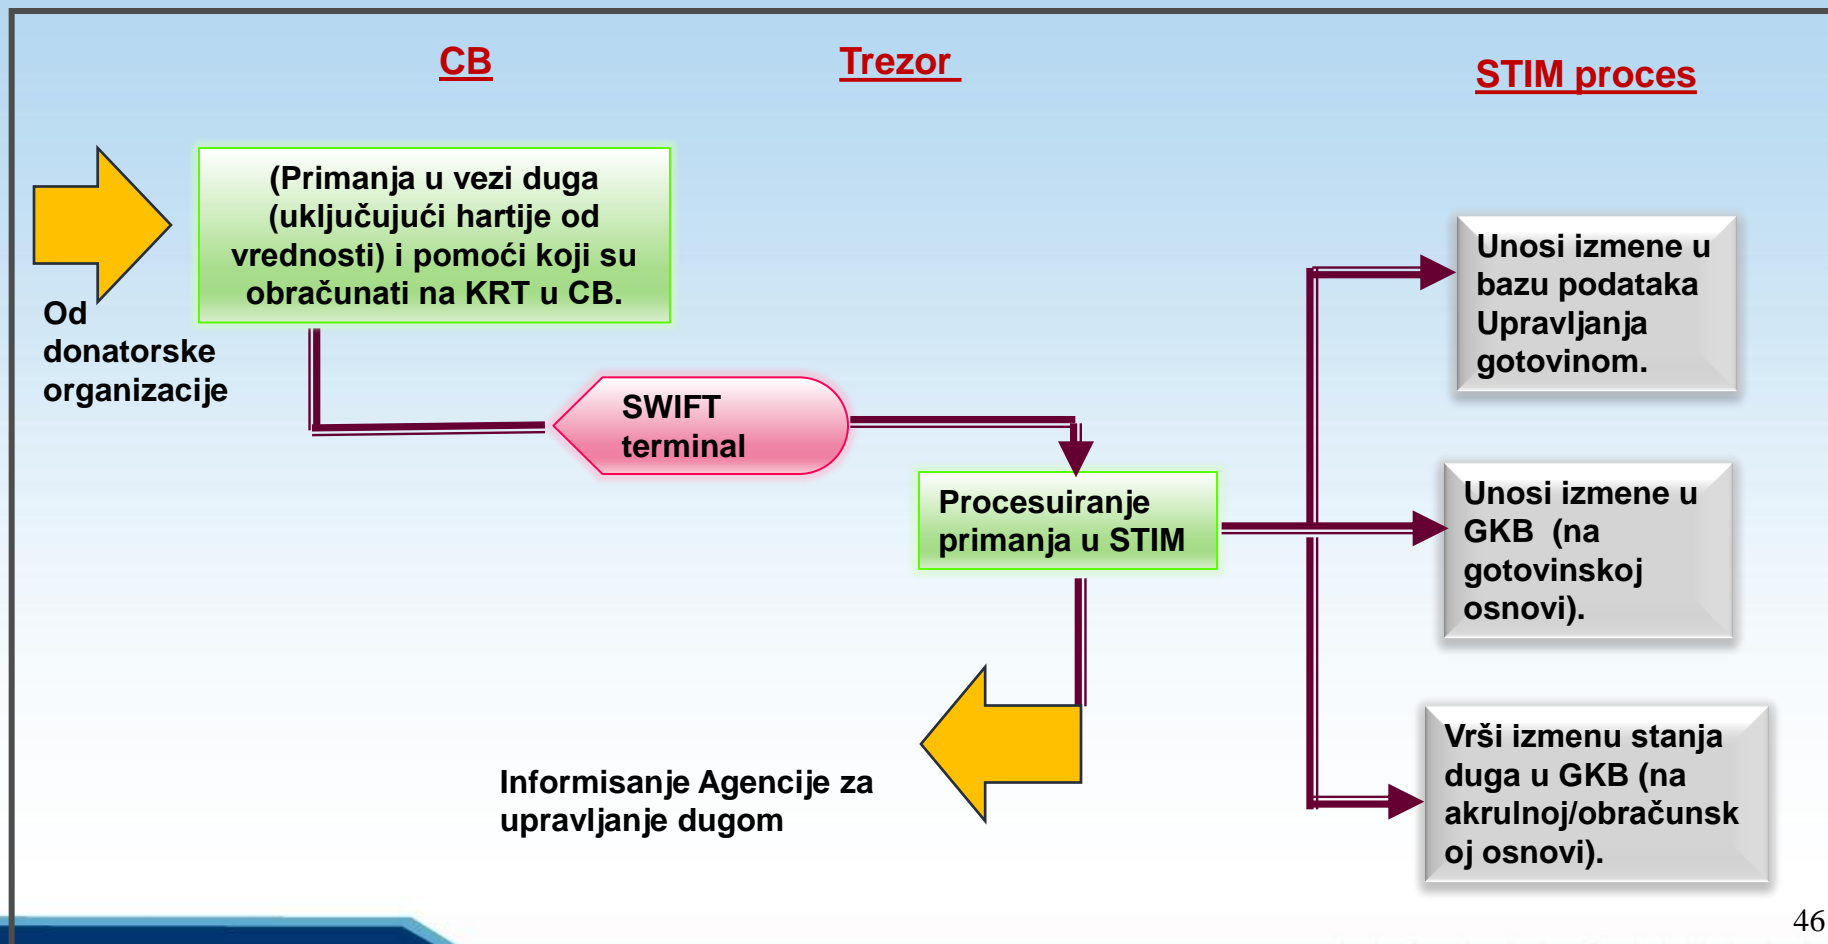 CB
Trezor
STIM proces
(Primanja u vezi duga
(uključujući hartije od
vrednosti) i pomoći koji su
obračunati na KRT u CB.
Od
donatorske
organizacije
SWIFT
terminal
Procesuiranje
primanja u STIM
Informisanje Agencije za
upravljanje dugom
Unosi izmene u
bazu podataka
Upravljanja
gotovinom.
Unosi izmene u
GKB (na
gotovinskoj
osnovi).
Vrši izmenu stanja
duga u GKB (na
akrulnoj/obračunsk
oj osnovi).
46